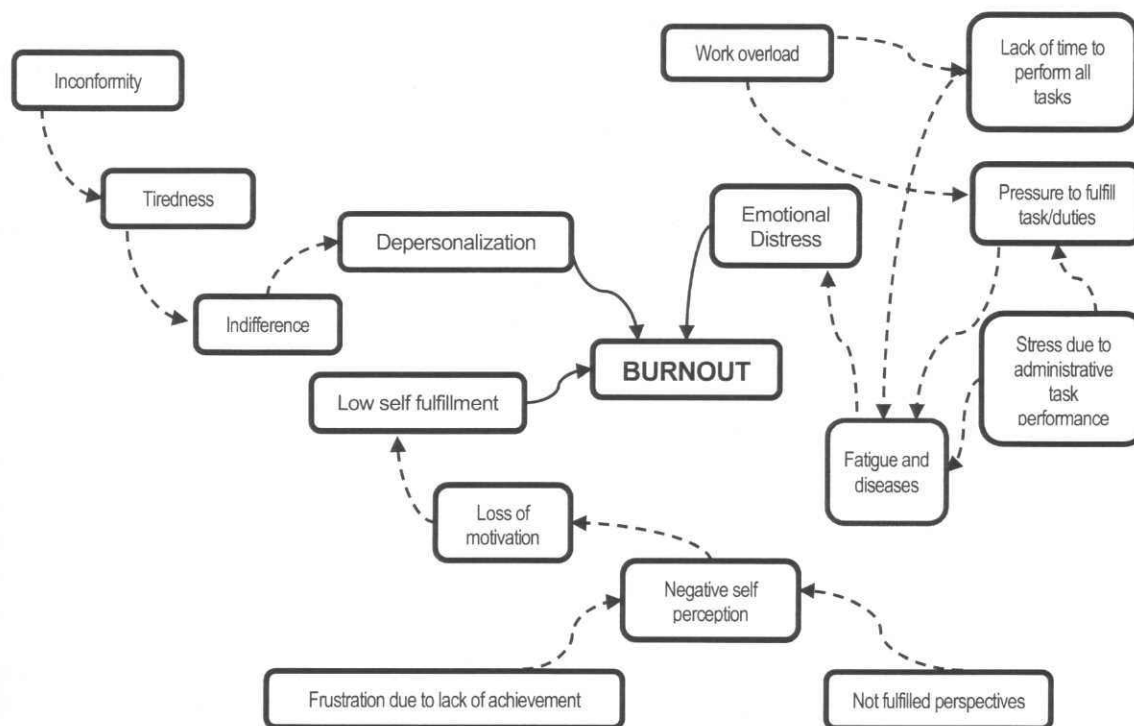 Work overload
Lack of time to
perform all
tasks
Inconformity
Tiredness
Pressure to fulfill
task/duties
Emotional
Distress
Depersonalization
Indifference
BURNOUT
Stress due to
administrative
task
performance
Low self fulfillment
Fatigue and
diseases
Loss of
motivation
Negative self
perception
Frustration due to lack of achievement
Not fulfilled perspectives